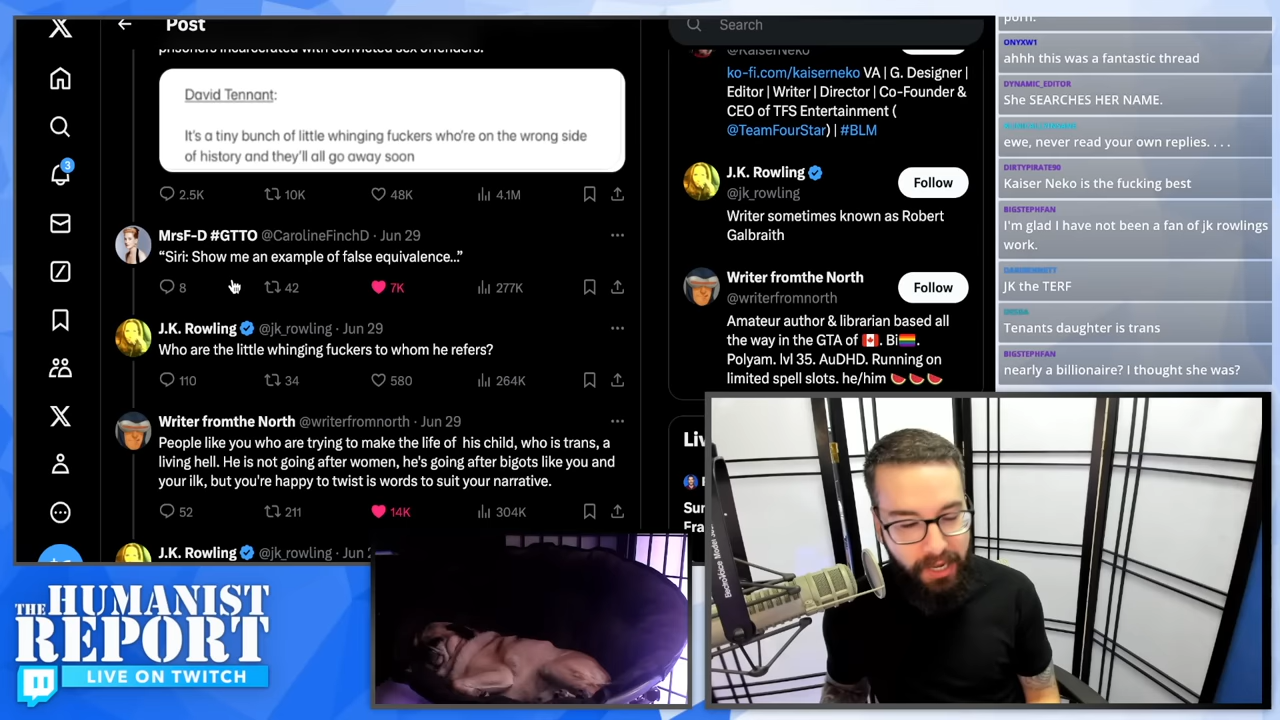 Post
Search
prisoners incarcerated with convicted sex offenders.
David Tennant:
It's a tiny bunch of little whinging fuckers who're on the wrong side
of history and they'll all go away soon
2.5K 10K 48K 4.1M
MrsF-D #GTTO @CarolineFinchD · Jun 29
“Siri: Show me an example of false equivalence...”
8 42 7K 277K
J.K. Rowling @jk_rowling · Jun 29
Who are the little whinging fuckers to whom he refers?
110 34 580 264K
Writer fromthe North @writerfromnorth · Jun 29
People like you who are trying to make the life of his child, who is trans, a
living hell. He is not going after women, he's going after bigots like you and
your ilk, but you're happy to twist is words to suit your narrative.
52 211 14K 304K
J.K. Rowling @jk_rowling · Jun 2
3
@KaiserNeko
ko-fi.com/kaiserneko VA | G. Designer |
Editor | Writer | Director | Co-Founder &
CEO of TFS Entertainment (
@TeamFourStar) | #BLM
J.K. Rowling
@jk_rowling
Follow
Writer sometimes known as Robert
Galbraith
Writer fromthe North
@writerfromnorth
Follow
Amateur author & librarian based all
the way in the GTA of 🇨🇦. Bi🏳️‍🌈.
Polyam. lvl 35. AuDHD. Running on
limited spell slots. he/him 🍉🍉🍉
Liv
Sur
Fra
porn.
ONYXW1
ahhh this was a fantastic thread
DYNAMIC_EDITOR
She SEARCHES HER NAME.
ewe, never read your own replies. . . .
DIRTYPIRATE90
Kaiser Neko is the fucking best
BIGSTEPHFAN
I'm glad I have not been a fan of jk rowlings
work.
JK the TERF
Tenants daughter is trans
BIGSTEPHFAN
nearly a billionaire? I thought she was?
THE HUMANIST
REPORT
LIVE ON TWITCH